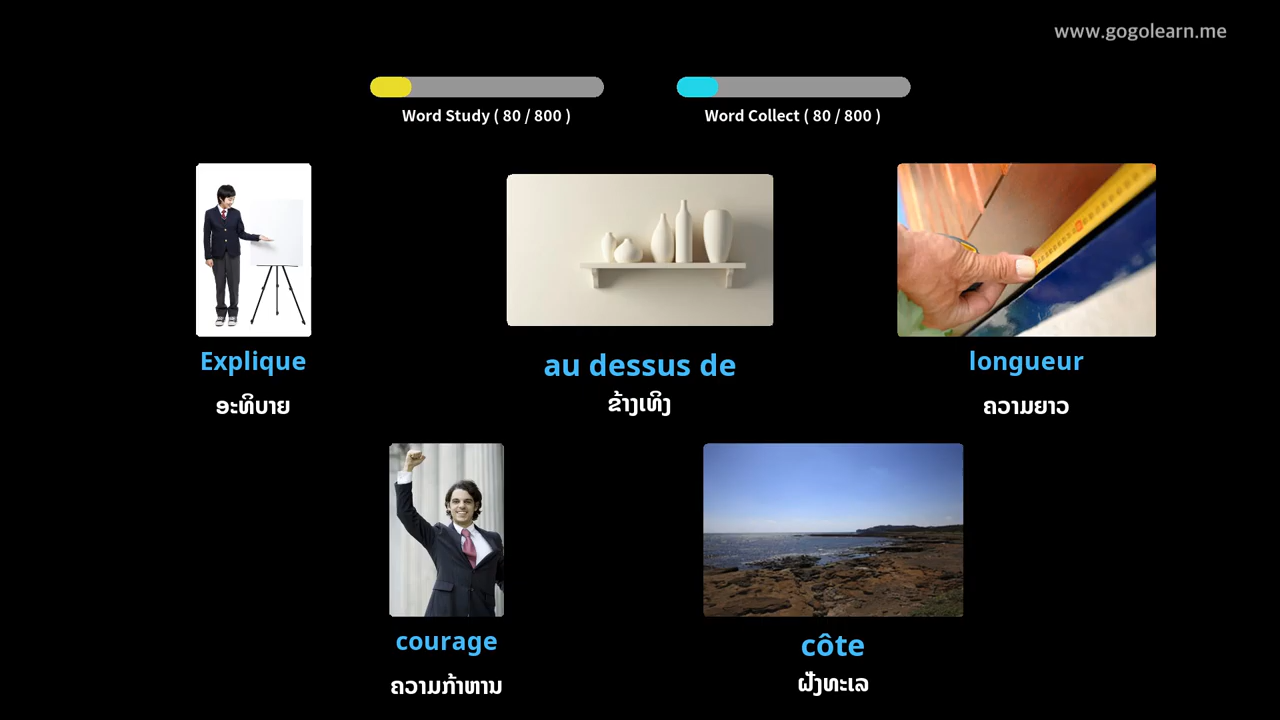 www.gogolearn.me
Word Study ( 80 / 800 )
Word Collect ( 80 / 800 )
Explique
ອະທິບາຍ
au dessus de
ຂ້າງເທິງ
longueur
ຄວາມຍາວ
courage
ຄວາມກ້າຫານ
côte
ຝັ່ງທະເລ